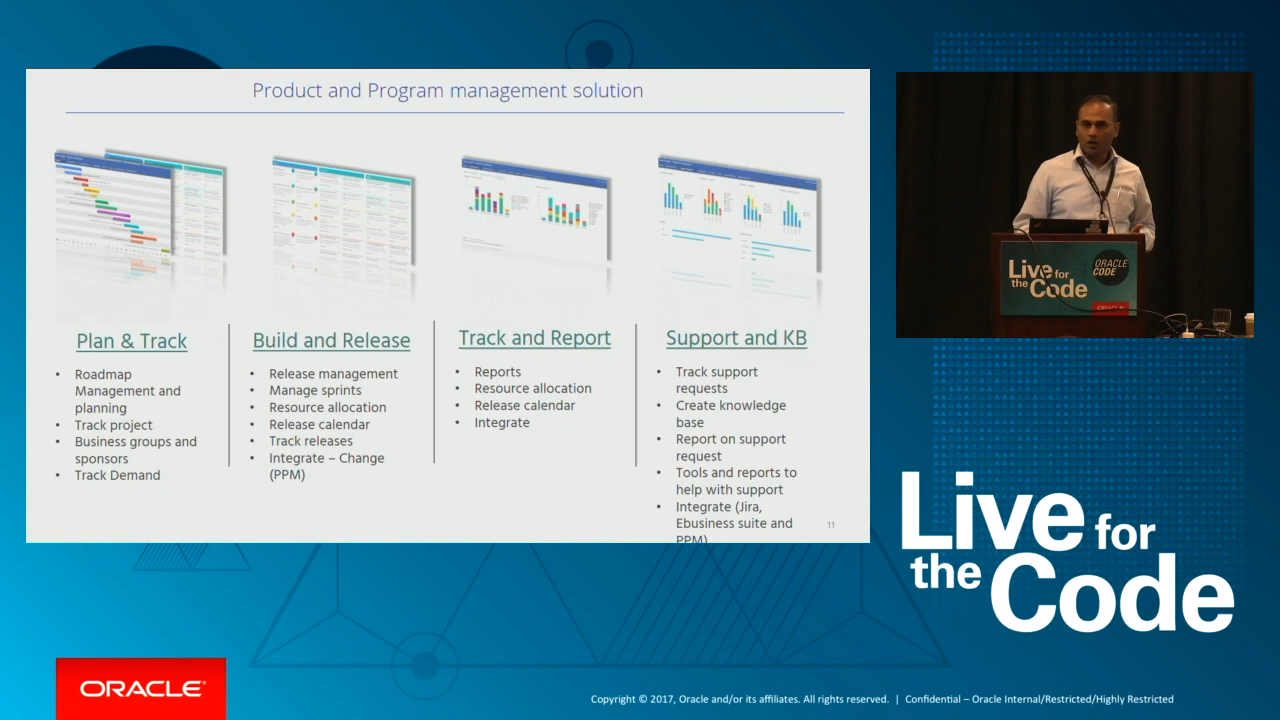 Product and Program management solution
Plan & Track
• Roadmap
Management and
planning
• Track project
• Business groups and
sponsors
• Track Demand
Build and Release
• Release management
• Manage sprints
• Resource allocation
• Release calendar
• Track releases
• Integrate – Change
(PPM)
Track and Report
• Reports
• Resource allocation
• Release calendar
• Integrate
Support and KB
• Track support
requests
• Create knowledge
base
• Report on support
request
• Tools and reports to
help with support
• Integrate (Jira,
Ebusiness suite and
PPM)
11
Live for
the Code
ORACLE
CODE
ORACLE
Live for
the Code
ORACLE
Copyright © 2017, Oracle and/or its affiliates. All rights reserved. | Confidential – Oracle Internal/Restricted/Highly Restricted